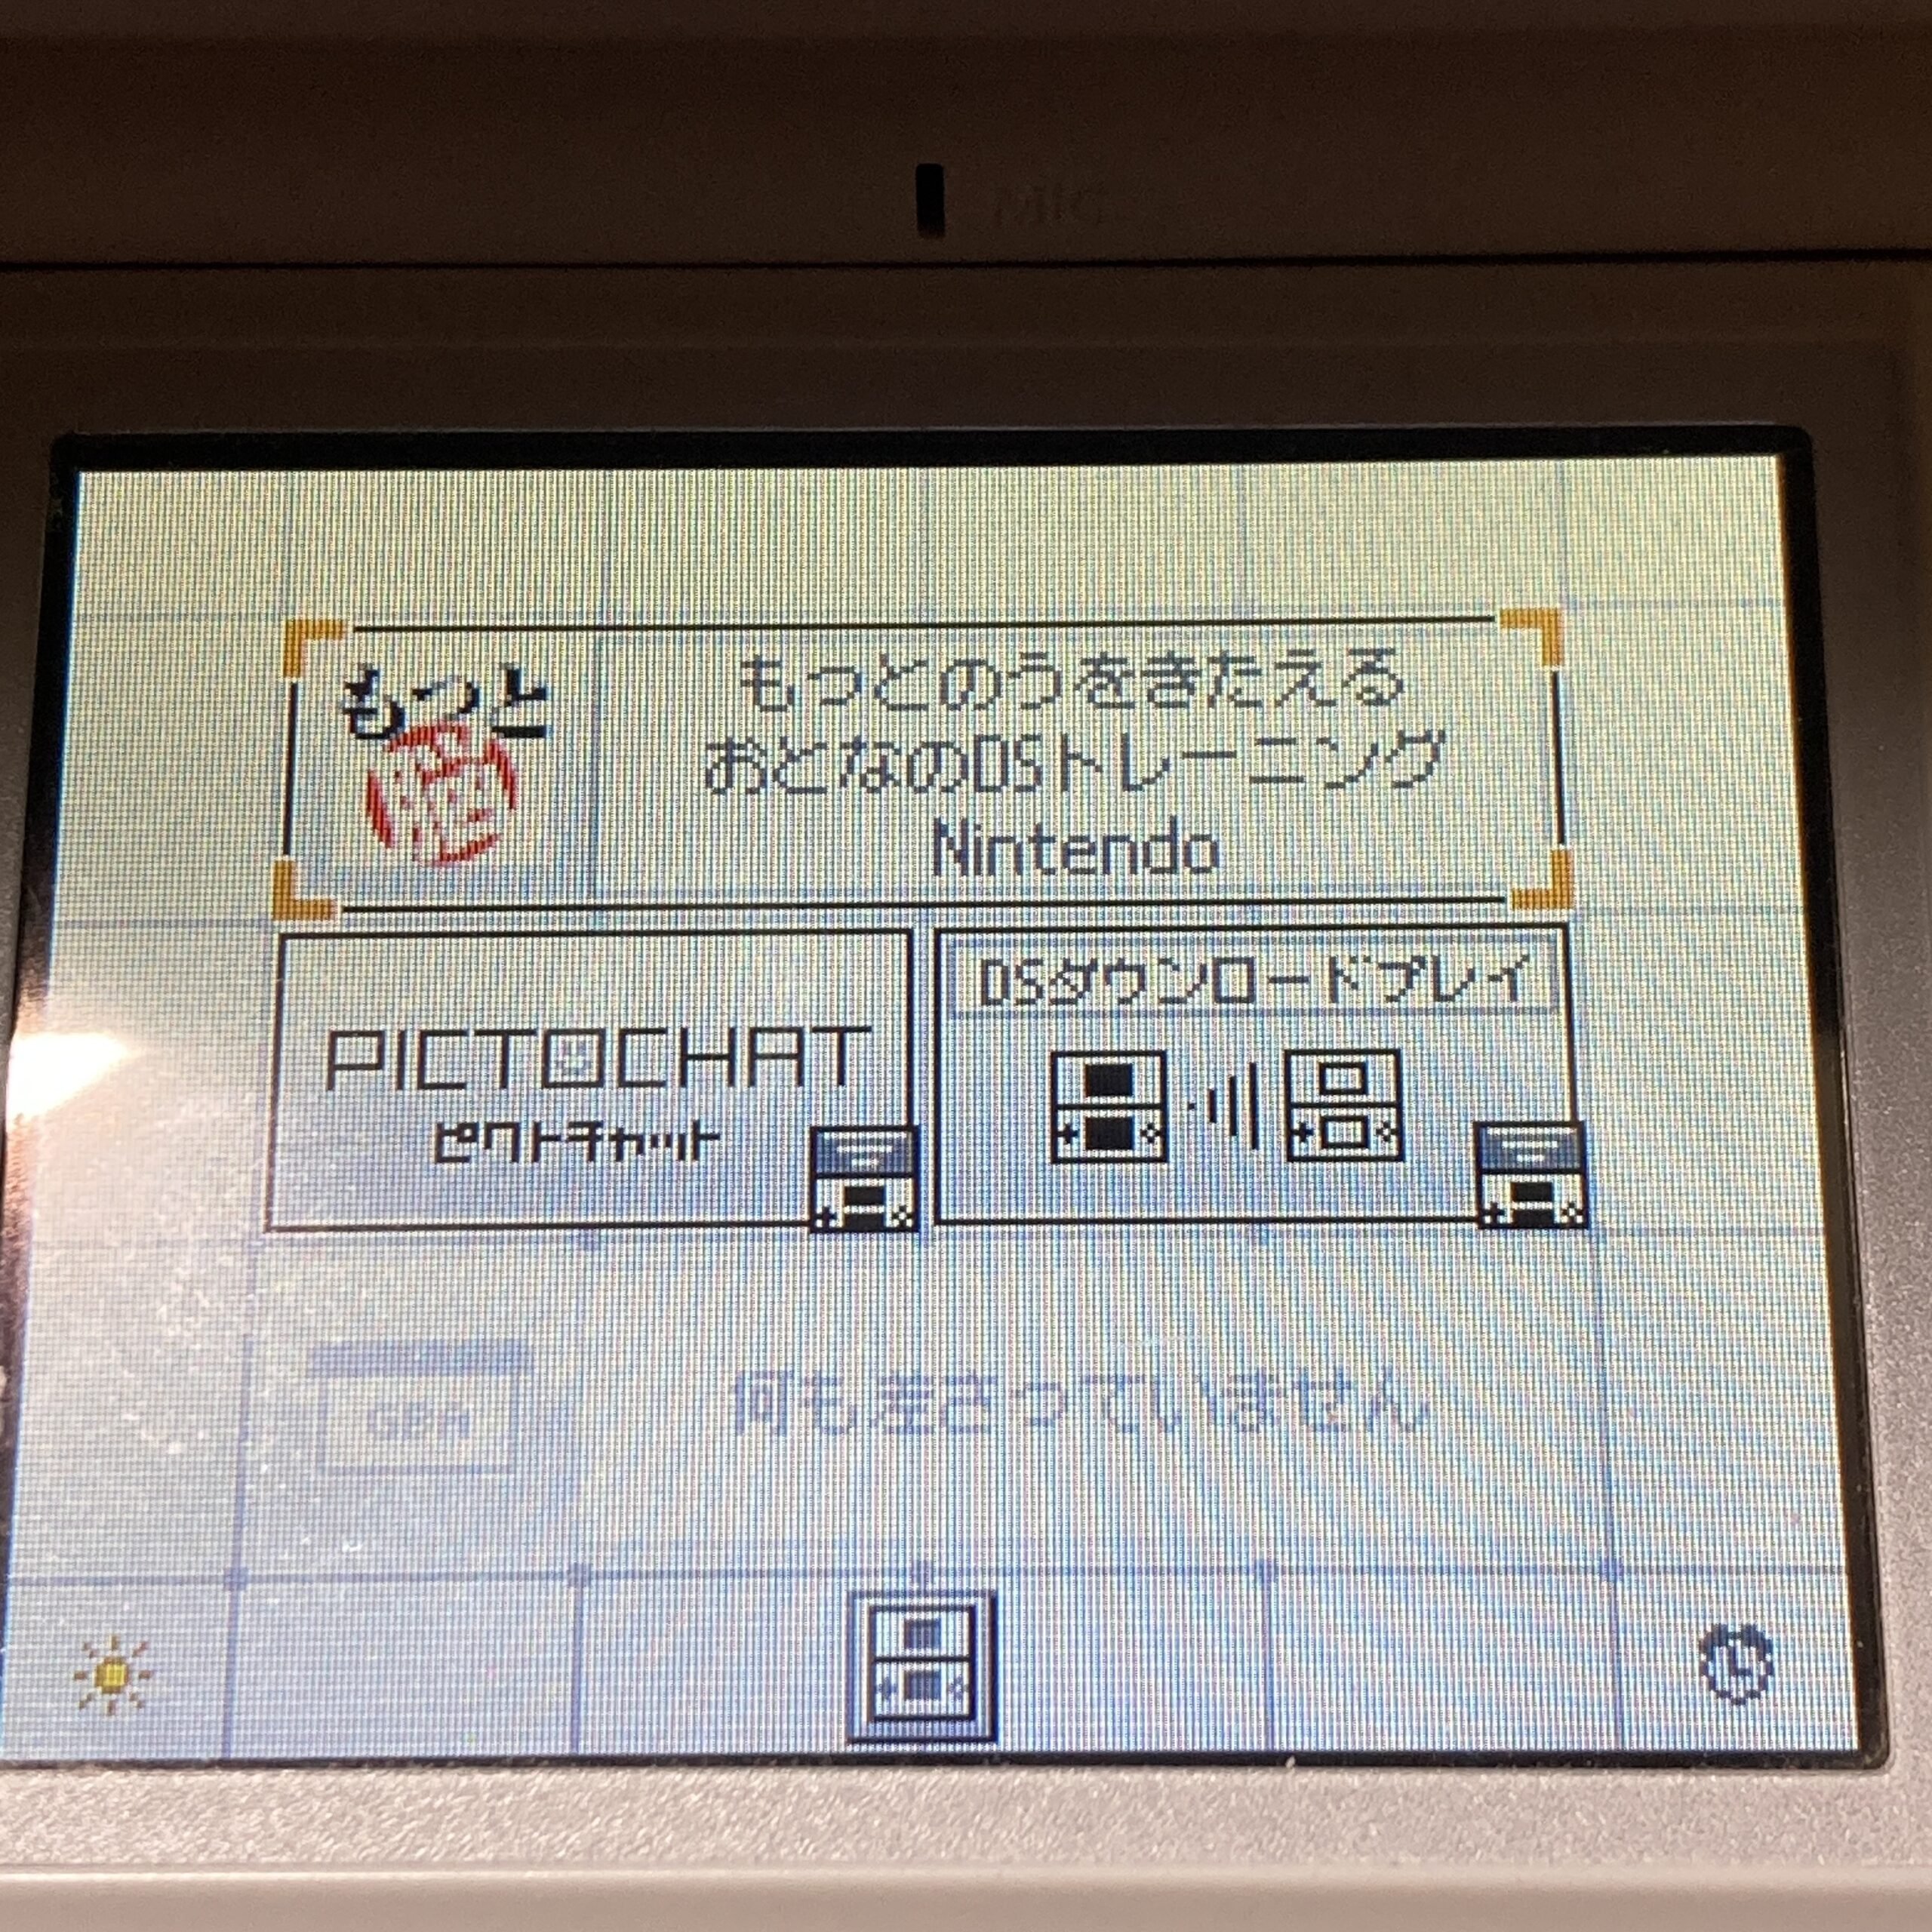 MIC
もっと
脳
もっとのうをきたえる
おとなのDSトレーニング
Nintendo
PICTOCHAT
ピクトチャット
DSダウンロードプレイ
GBA
何も差さっていません